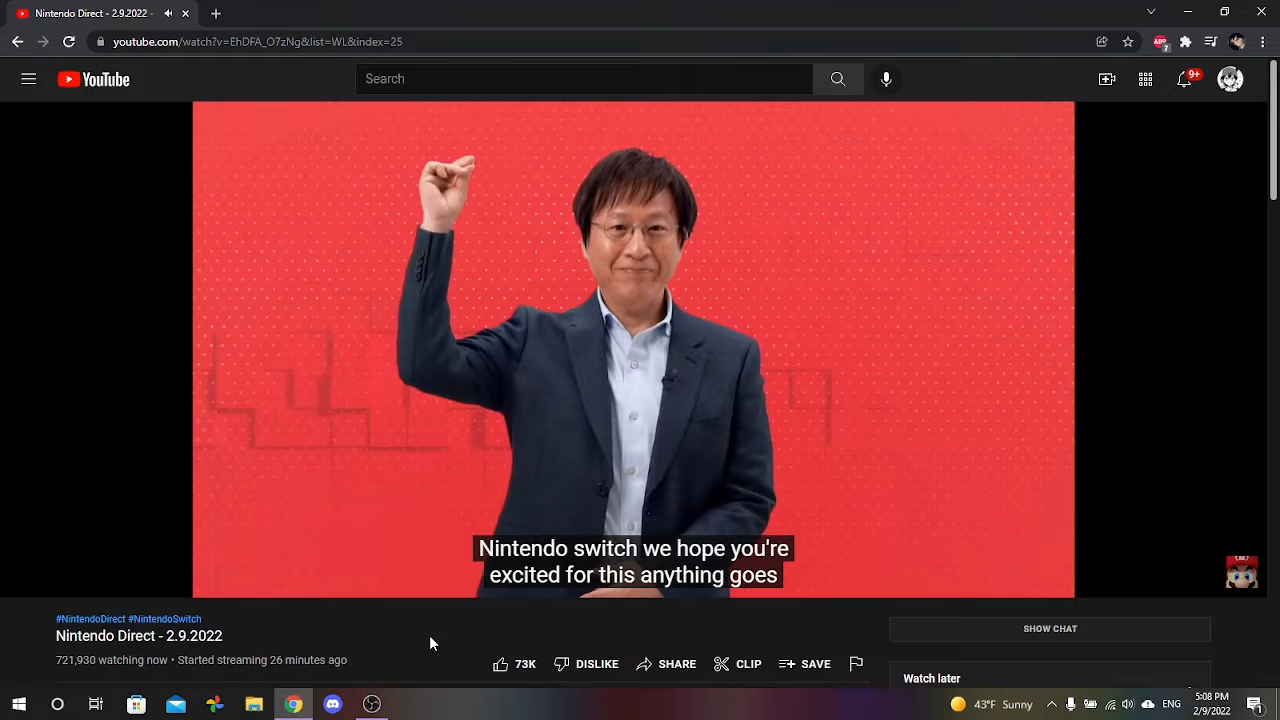 Nintendo Direct - 2.9.2022 -
youtube.com/watch?v=EhDFA_O7zNg&list=WL&index=25
7
YouTube
Search
9+
Nintendo switch we hope you're
excited for this anything goes
#NintendoDirect #NintendoSwitch
Nintendo Direct - 2.9.2022
721,930 watching now • Started streaming 26 minutes ago
73K
DISLIKE
SHARE
CLIP
SAVE
SHOW CHAT
Watch later
43°F Sunny
ENG
5:08 PM
2/9/2022